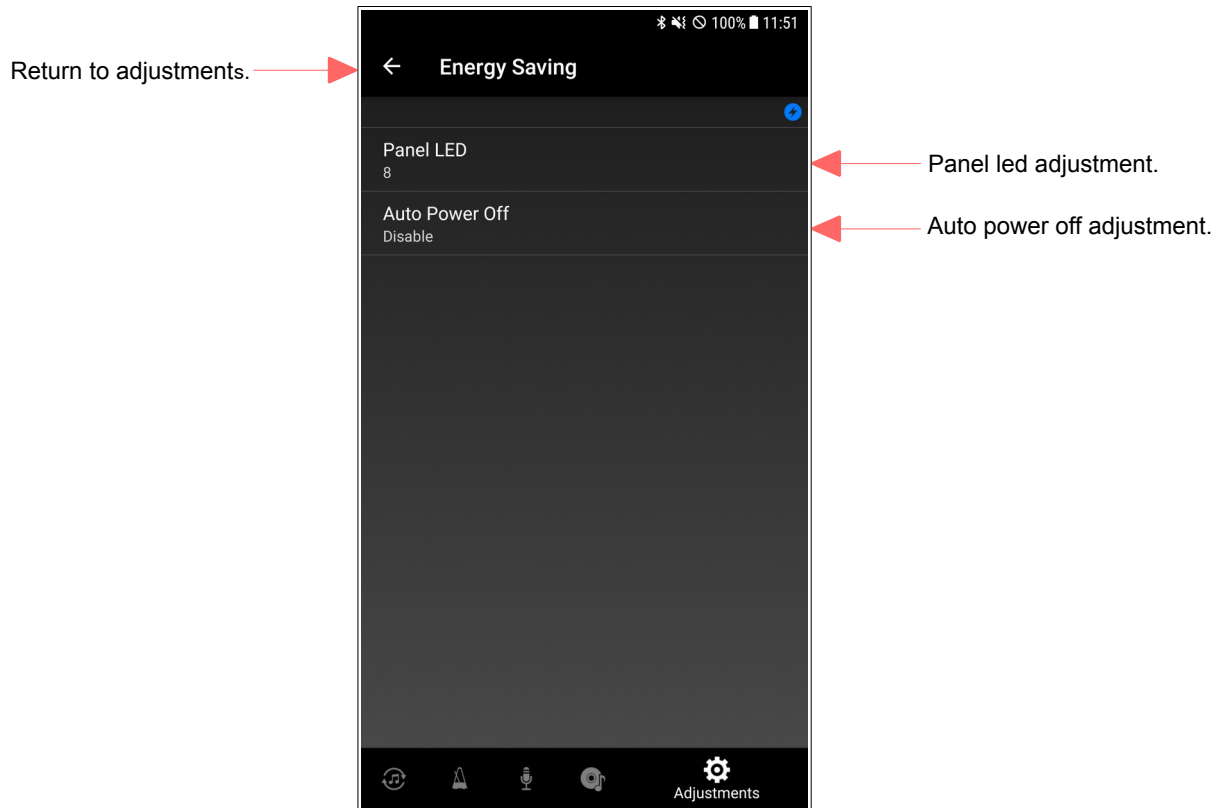 100% 11:51
Return to adjustments.
Energy Saving
Panel LED
8
Panel led adjustment.
Auto Power Off
Disable
Auto power off adjustment.
Adjustments